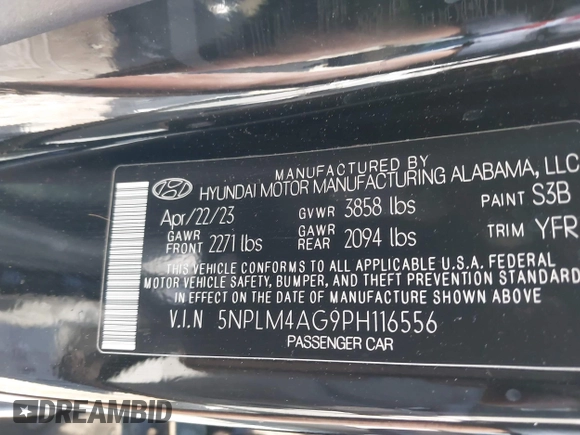 MANUFACTURED BY
HYUNDAI MOTOR MANUFACTURING ALABAMA, LLC
Apr/22/23 GVWR 3858 lbs PAINT S3B
GAWR FRONT 2271 lbs GAWR REAR 2094 lbs TRIM YFR
THIS VEHICLE CONFORMS TO ALL APPLICABLE U.S.A. FEDERAL
MOTOR VEHICLE SAFETY, BUMPER, AND THEFT PREVENTION STANDARD
IN EFFECT ON THE DATE OF MANUFACTURE SHOWN ABOVE.
V.I.N 5NPLM4AG9PH116556
PASSENGER CAR
DREAMBID